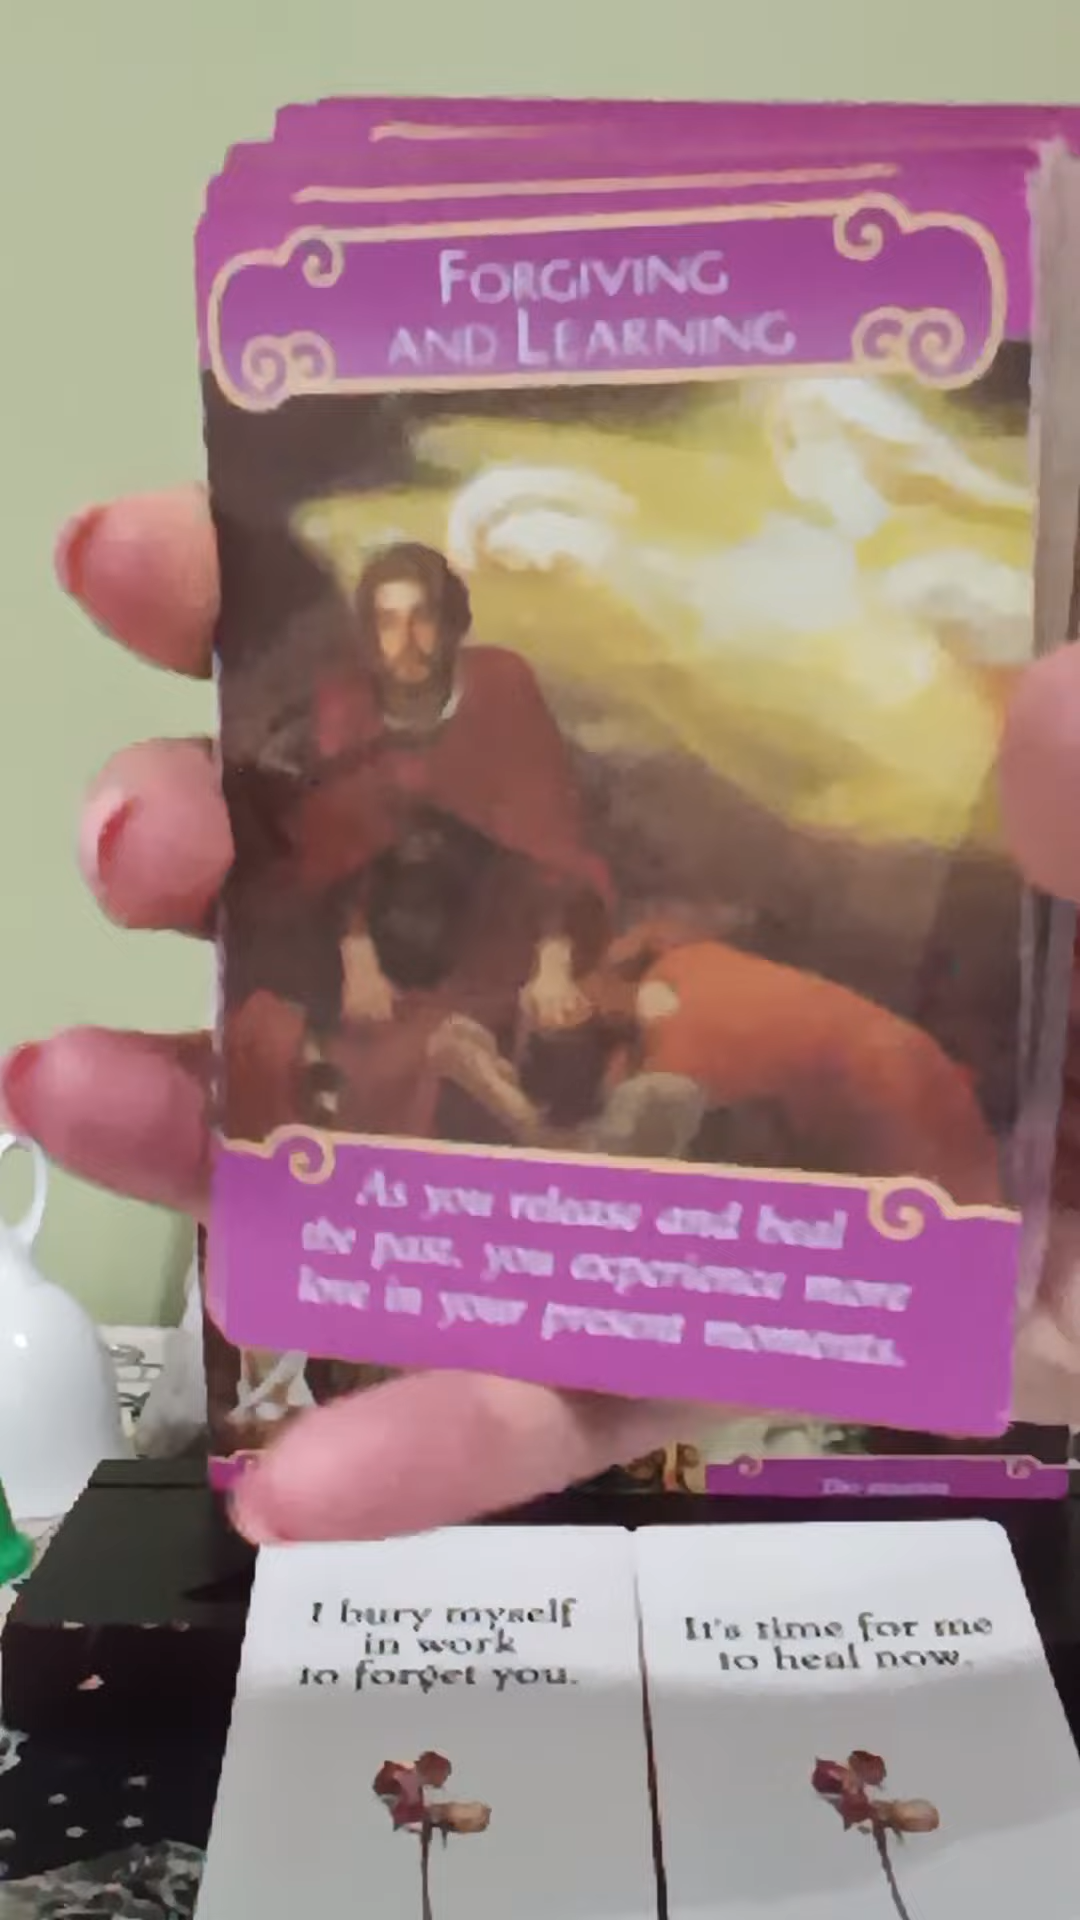 FORGIVING
AND LEARNING
As you release and heal
the past, you experience more
love in your present moments.
I bury myself
in work
to forget you.
It's time for me
to heal now.